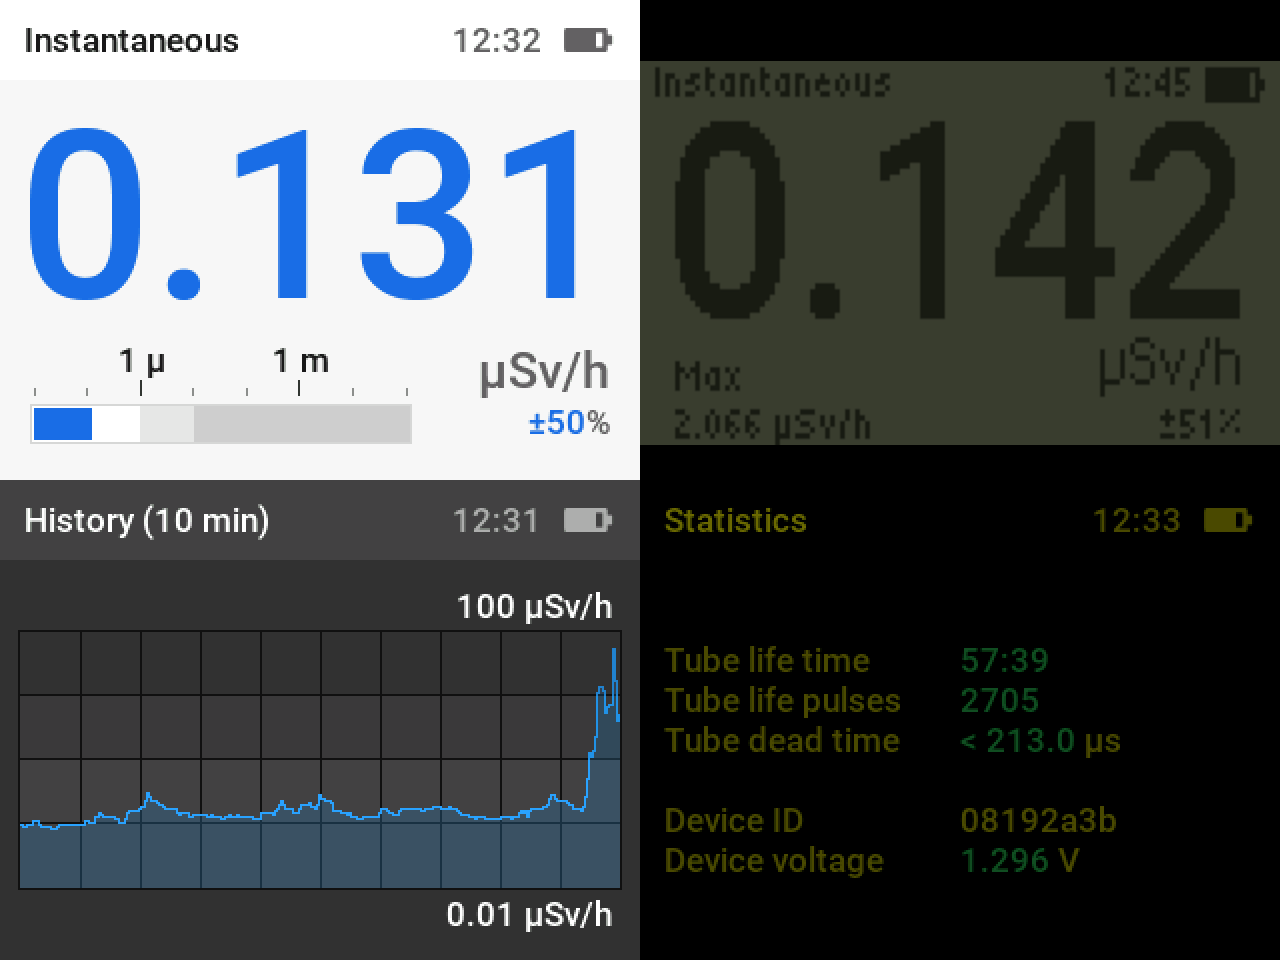 Instantaneous 12:32
0.131
1 µ 1 m
µSv/h
±50%
Instantaneous 12:45
0.142
µSv/h
Max
2.066 µSv/h ±51%
History (10 min) 12:31
100 µSv/h
0.01 µSv/h
Statistics 12:33
Tube life time 57:39
Tube life pulses 2705
Tube dead time < 213.0 µs
Device ID 08192a3b
Device voltage 1.296 V